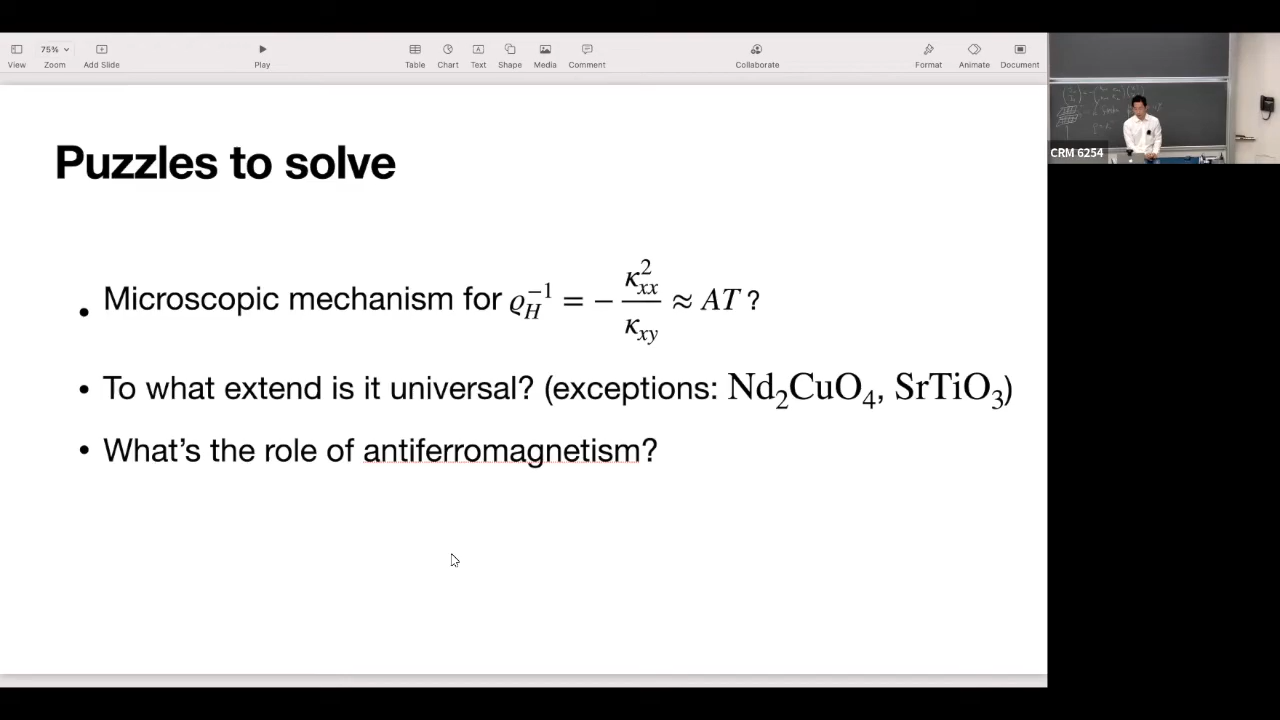 75%
View Zoom Add Slide Play Table Chart Text Shape Media Comment Collaborate Format Animate Document
CRM 6254
Puzzles to solve
• Microscopic mechanism for ϱ_H^{-1} = − κ_{xx}^2 / κ_{xy} ≈ AT ?
• To what extend is it universal? (exceptions: Nd₂CuO₄, SrTiO₃)
• What's the role of antiferromagnetism?